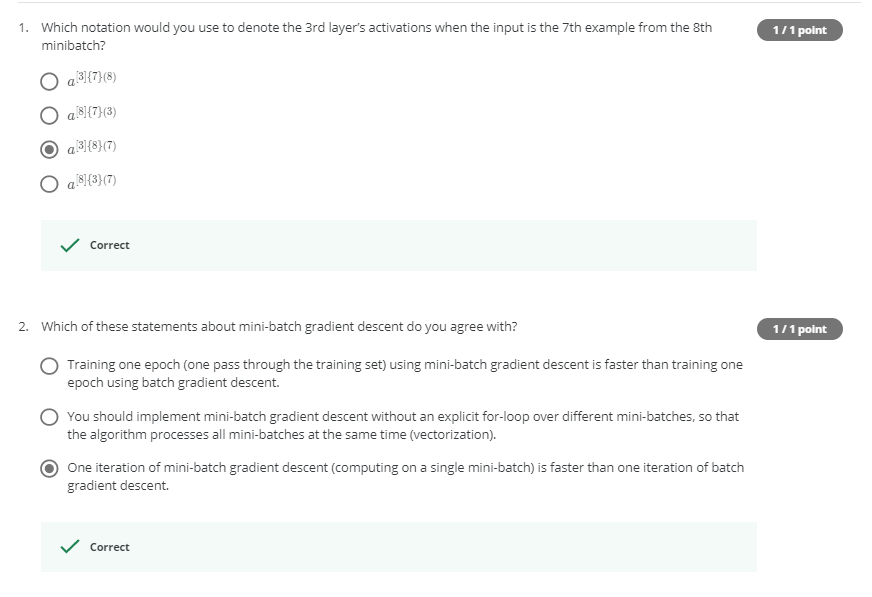 1. Which notation would you use to denote the 3rd layer's activations when the input is the 7th example from the 8th 1 / 1 point
minibatch?
a[3]{7}(8)
a[8]{7}(3)
a[3]{8}(7)
a[8]{3}(7)
Correct
2. Which of these statements about mini-batch gradient descent do you agree with? 1 / 1 point
Training one epoch (one pass through the training set) using mini-batch gradient descent is faster than training one
epoch using batch gradient descent.
You should implement mini-batch gradient descent without an explicit for-loop over different mini-batches, so that
the algorithm processes all mini-batches at the same time (vectorization).
One iteration of mini-batch gradient descent (computing on a single mini-batch) is faster than one iteration of batch
gradient descent.
Correct